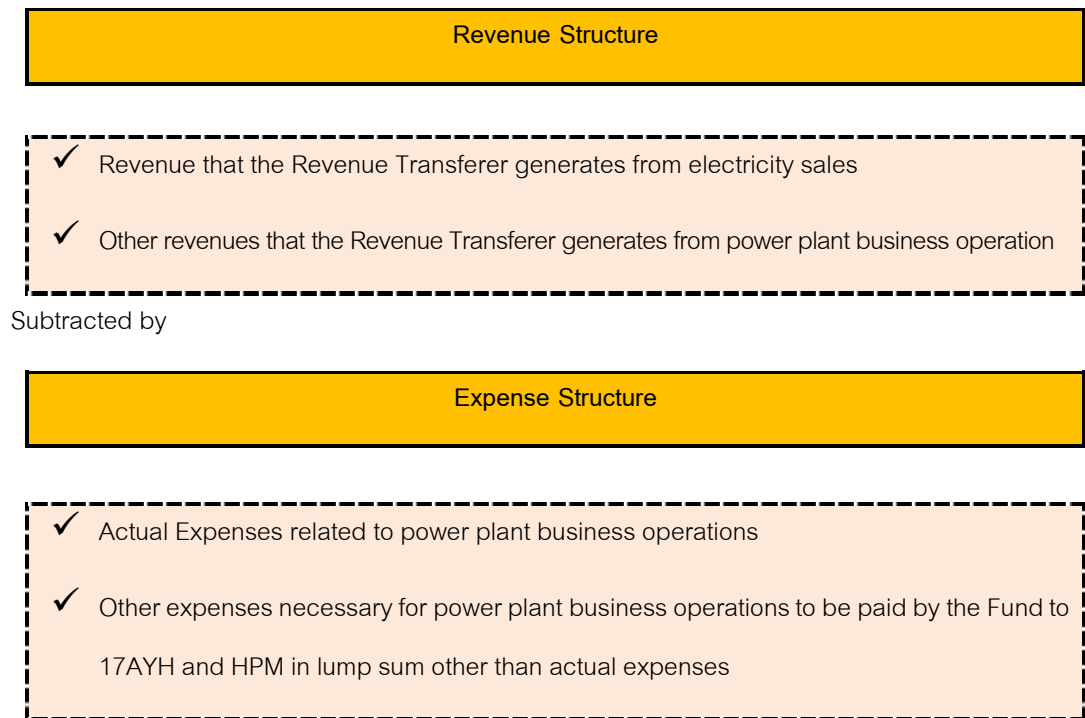 Revenue Structure
✓ Revenue that the Revenue Transferer generates from electricity sales
✓ Other revenues that the Revenue Transferer generates from power plant business operation
Subtracted by
Expense Structure
✓ Actual Expenses related to power plant business operations
✓ Other expenses necessary for power plant business operations to be paid by the Fund to
17AYH and HPM in lump sum other than actual expenses